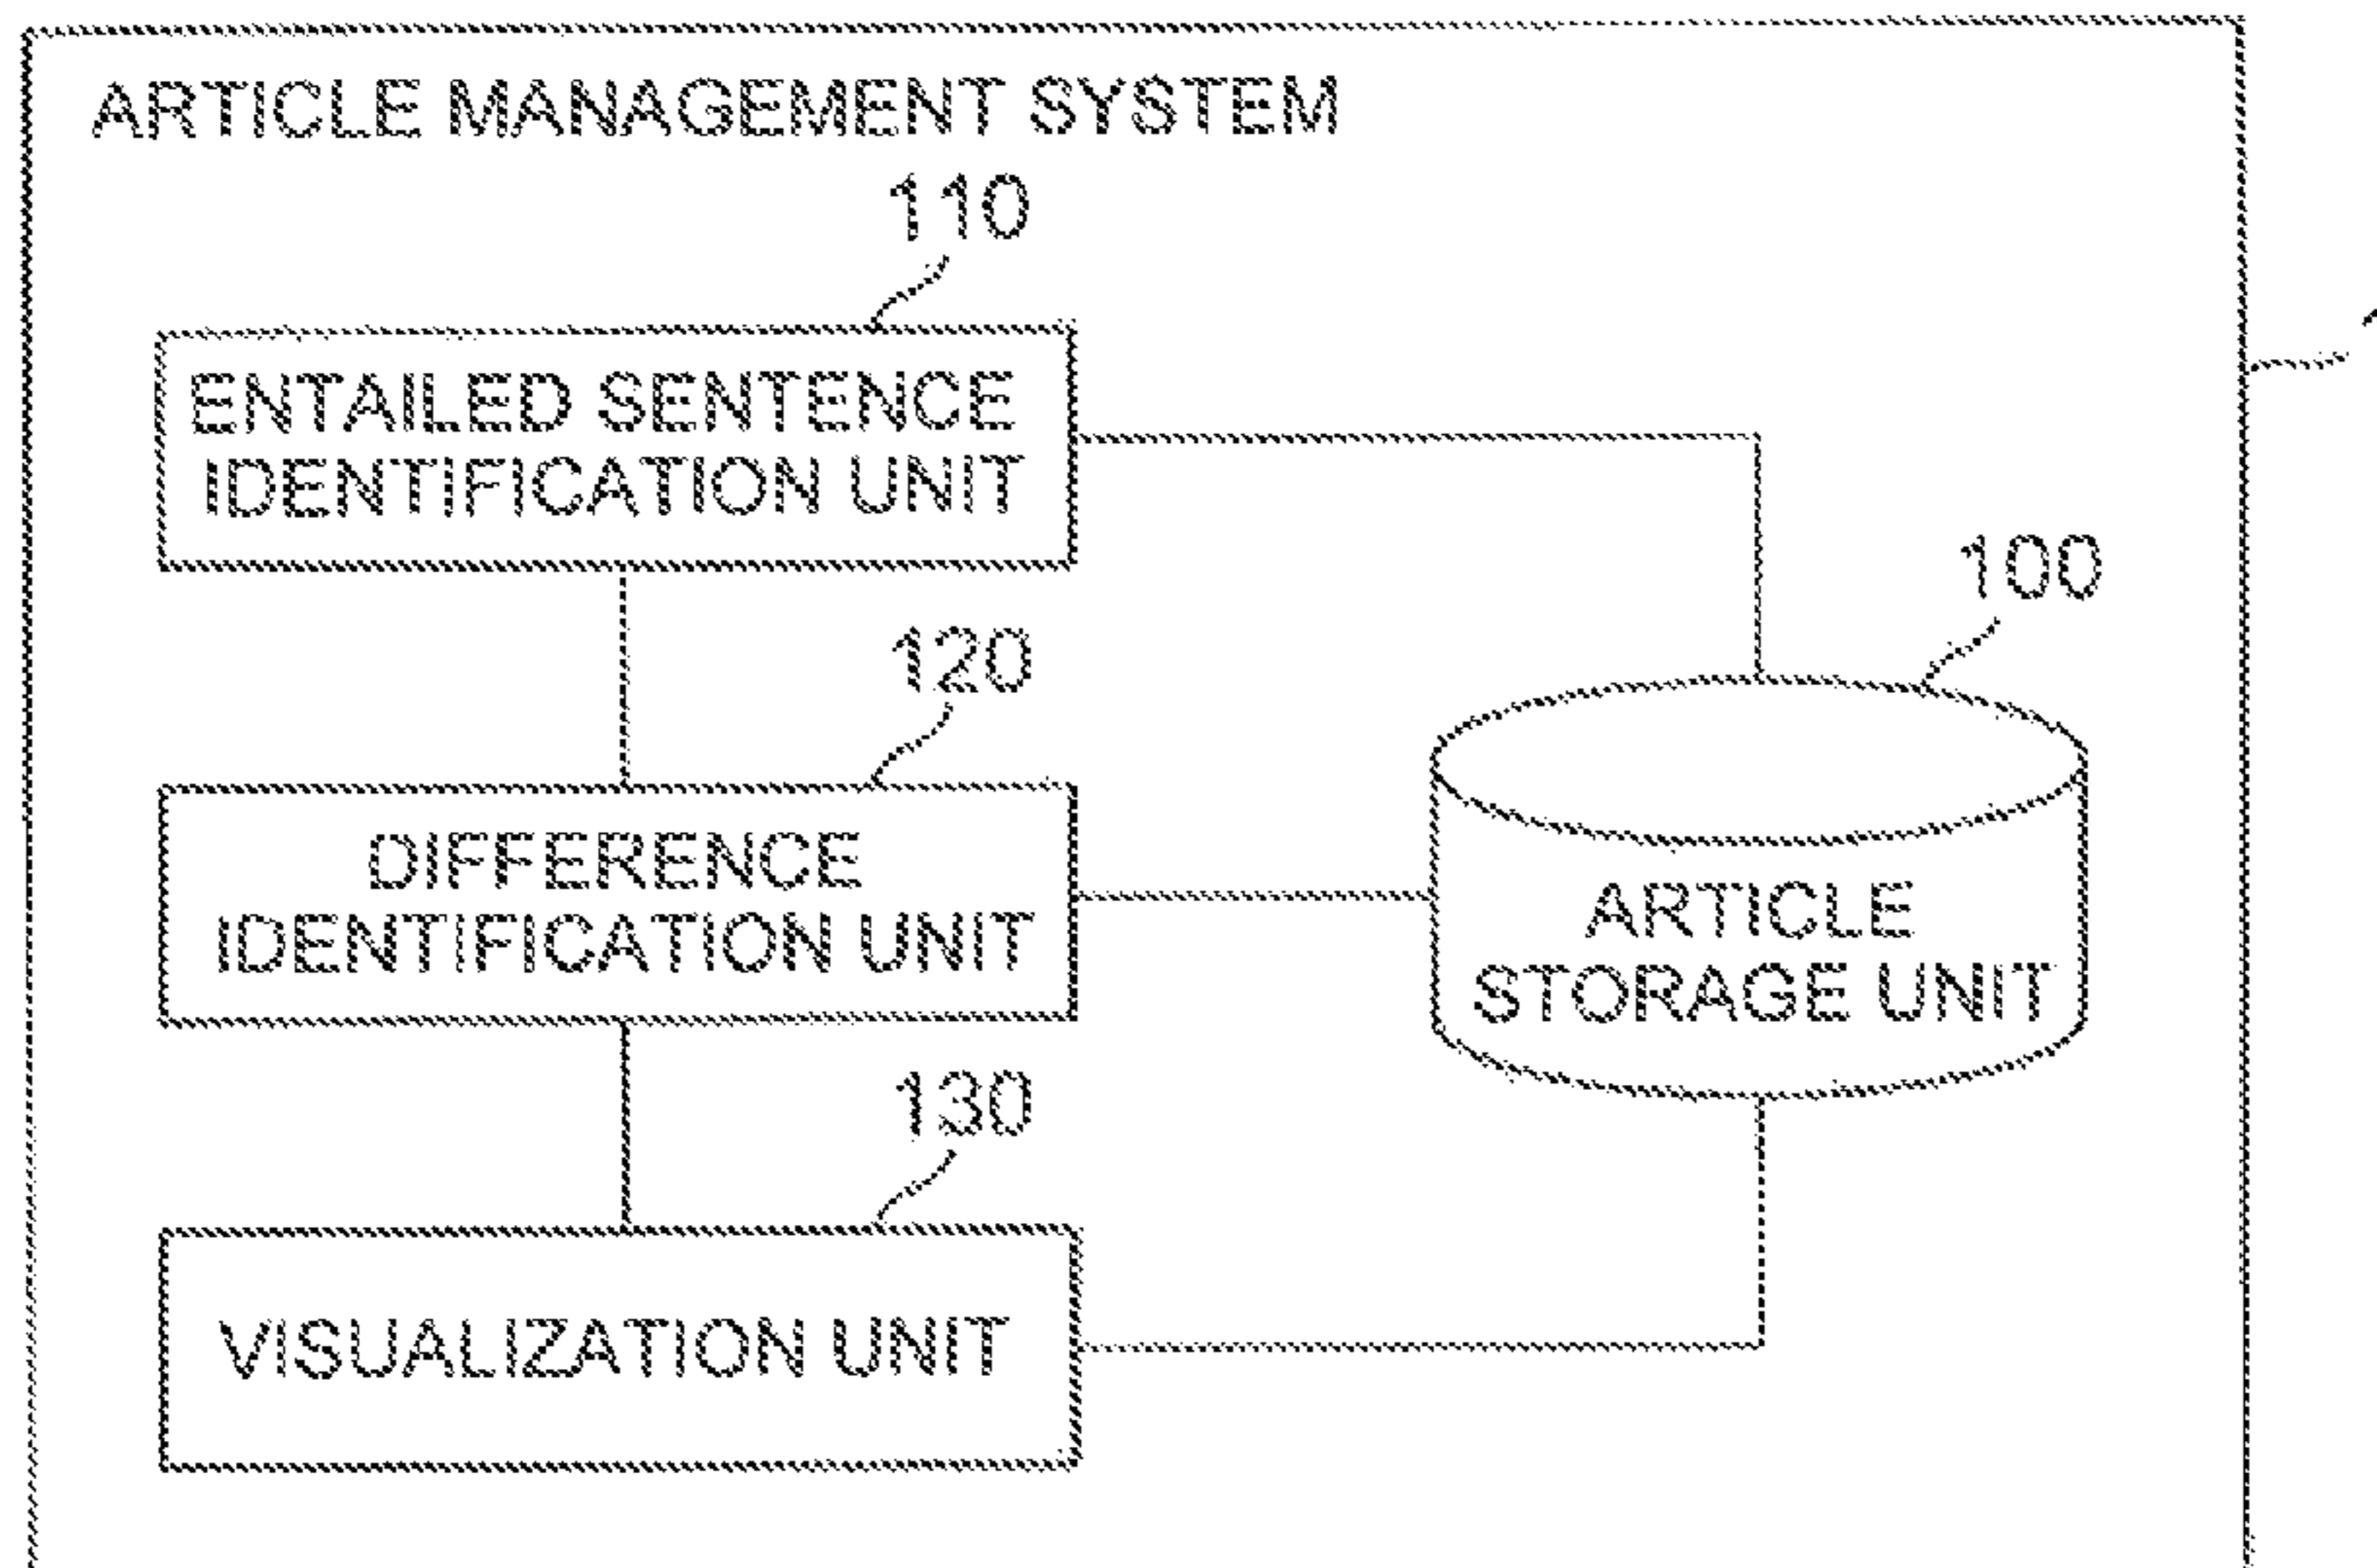 ARTICLE MANAGEMENT SYSTEM
110
ENTAILED SENTENCE
IDENTIFICATION UNIT
100
120
DIFFERENCE
IDENTIFICATION UNIT
ARTICLE
STORAGE UNIT
130
VISUALIZATION UNIT